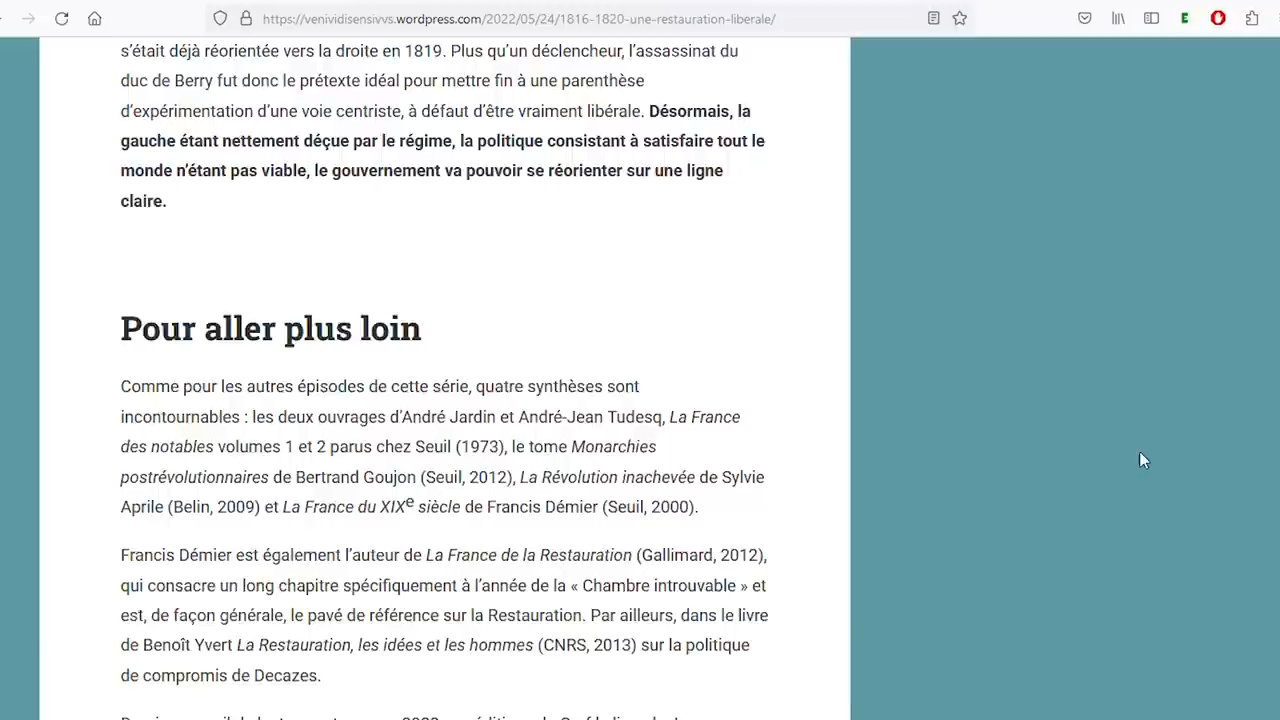 https://venividisensivvs.wordpress.com/2022/05/24/1816-1820-une-restauration-liberale/
s’était déjà réorientée vers la droite en 1819. Plus qu’un déclencheur, l’assassinat du
duc de Berry fut donc le prétexte idéal pour mettre fin à une parenthèse
d’expérimentation d’une voie centriste, à défaut d’être vraiment libérale. Désormais, la
gauche étant nettement déçue par le régime, la politique consistant à satisfaire tout le
monde n’étant pas viable, le gouvernement va pouvoir se réorienter sur une ligne
claire.
Pour aller plus loin
Comme pour les autres épisodes de cette série, quatre synthèses sont
incontournables : les deux ouvrages d’André Jardin et André-Jean Tudesq, La France
des notables volumes 1 et 2 parus chez Seuil (1973), le tome Monarchies
postrévolutionnaires de Bertrand Goujon (Seuil, 2012), La Révolution inachevée de Sylvie
Aprile (Belin, 2009) et La France du XIXe siècle de Francis Démier (Seuil, 2000).
Francis Démier est également l’auteur de La France de la Restauration (Gallimard, 2012),
qui consacre un long chapitre spécifiquement à l’année de la « Chambre introuvable » et
est, de façon générale, le pavé de référence sur la Restauration. Par ailleurs, dans le livre
de Benoît Yvert La Restauration, les idées et les hommes (CNRS, 2013) sur la politique
de compromis de Decazes.